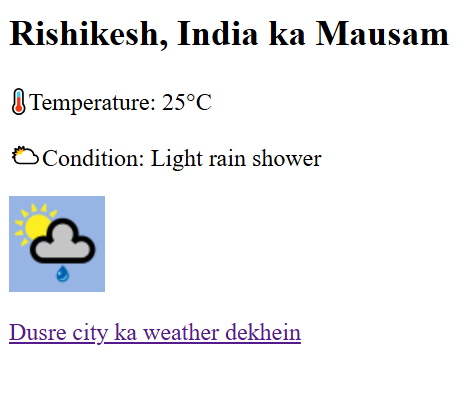 Rishikesh, India ka Mausam
🌡️Temperature: 25°C
🌥️Condition: Light rain shower
Dusre city ka weather dekhein